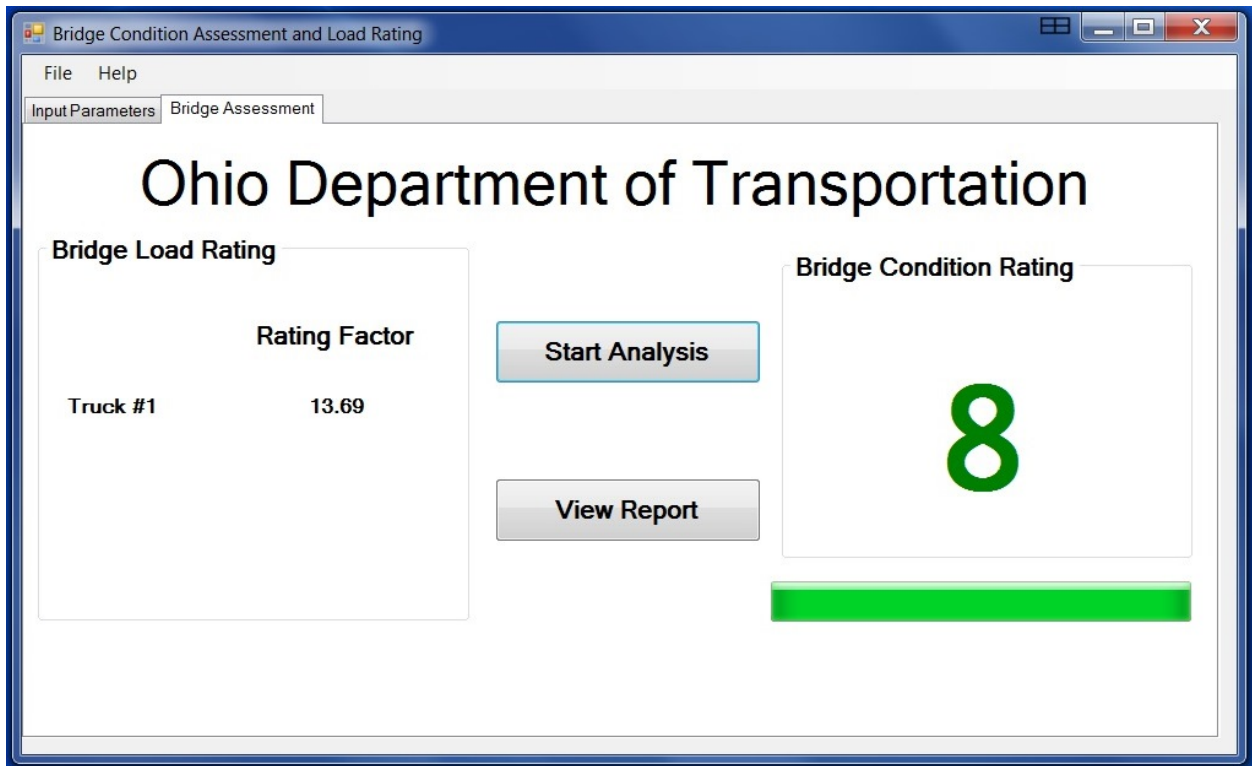 Bridge Condition Assessment and Load Rating
File Help
Input Parameters Bridge Assessment
Ohio Department of Transportation
Bridge Load Rating
Rating Factor
Truck #1 13.69
Start Analysis
View Report
Bridge Condition Rating
8